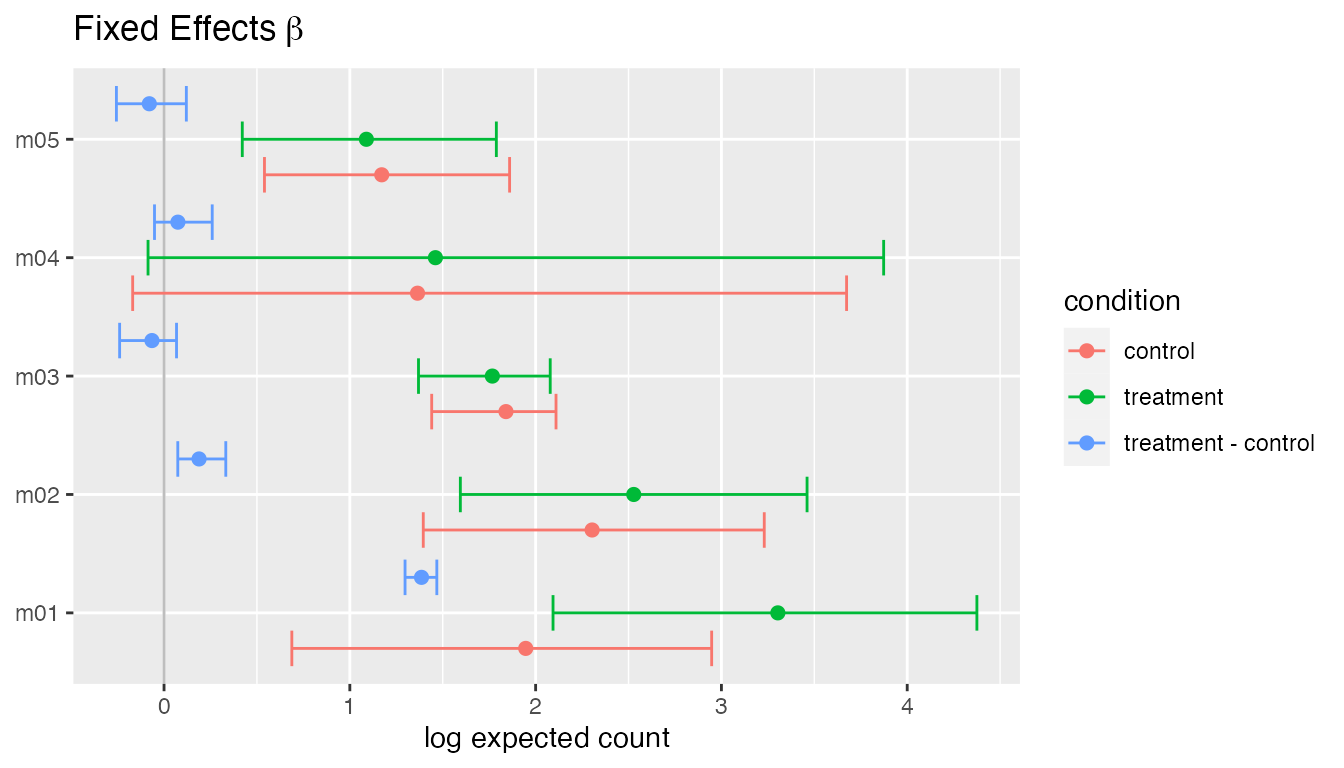 Fixed Effects β
m05
m04
m03
m02
m01
0 1 2 3 4
log expected count
condition
control
treatment
treatment - control